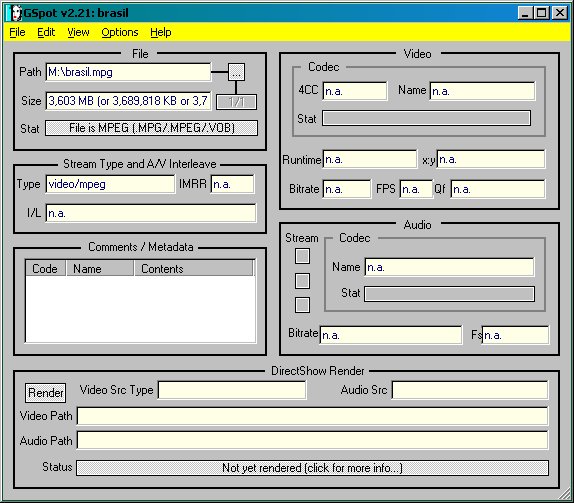 GSpot v2.21: brasil
File Edit View Options Help
File
Path M:\brasil.mpg ...
Size 3,603 MB (or 3,689,818 KB or 3,7 1/1
Stat File is MPEG (.MPG/.MPEG/.VOB)
Stream Type and A/V Interleave
Type video/mpeg IMRR n.a.
I/L n.a.
Comments / Metadata
Code Name Contents
Video
Codec
4CC n.a. Name n.a.
Stat
Runtime n.a. x:y n.a.
Bitrate n.a. FPS n.a. Qf n.a.
Audio
Stream Codec
Name n.a.
Stat
Bitrate n.a. Fs n.a.
DirectShow Render
Render Video Src Type Audio Src
Video Path
Audio Path
Status Not yet rendered (click for more info...)